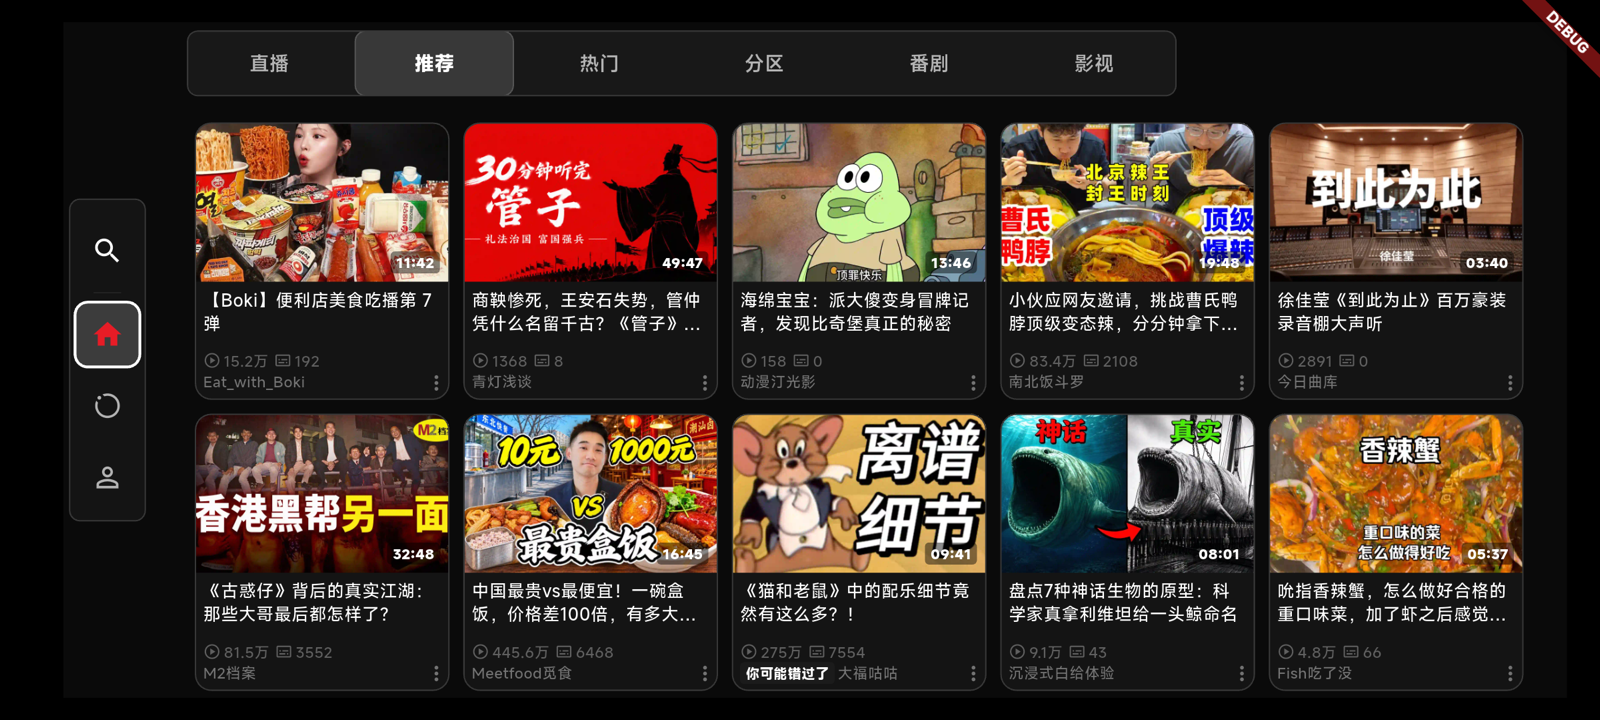 DEBUG
直播
推荐
热门
分区
番剧
影视
11:42
【Boki】便利店美食吃播第 7
弹
15.2万 192
Eat_with_Boki
30分钟听完
管子
礼法治国 富国强兵
49:47
商鞅惨死，王安石失势，管仲
凭什么名留千古？《管子》...
1368 8
青灯浅谈
顶罪快乐
13:46
海绵宝宝：派大傻变身冒牌记
者，发现比奇堡真正的秘密
158 0
动漫汀光影
北京辣王
封王时刻
曹氏
鸭脖
顶级
爆辣
19:48
小伙应网友邀请，挑战曹氏鸭
脖顶级变态辣，分分钟拿下...
83.4万 2108
南北饭斗罗
到此为此
徐佳莹
03:40
徐佳莹《到此为止》百万豪装
录音棚大声听
2891 0
今日曲库
M2档
香港黑帮另一面
32:48
《古惑仔》背后的真实江湖：
那些大哥最后都怎样了？
81.5万 3552
M2档案
10元
1000元
VS
最贵盒饭
16:45
中国最贵vs最便宜！一碗盒
饭，价格差100倍，有多大...
445.6万 6468
Meetfood觅食
离谱
细节
09:41
《猫和老鼠》中的配乐细节竟
然有这么多？！
275万 7554
你可能错过了 大福咕咕
神话
真实
08:01
盘点7种神话生物的原型：科
学家真拿利维坦给一头鲸命名
9.1万 43
沉浸式白给体验
香辣蟹
重口味的菜
怎么做得好吃
05:37
吮指香辣蟹，怎么做好合格的
重口味菜，加了虾之后感觉...
4.8万 66
Fish吃了没